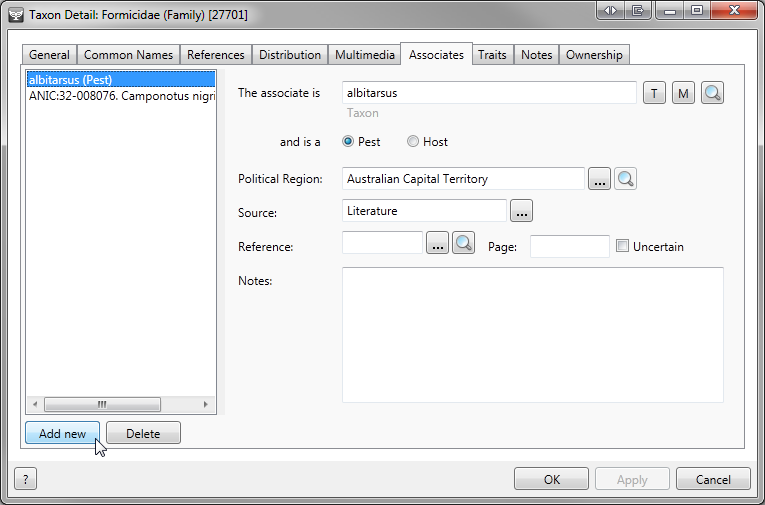 Taxon Detail: Formicidae (Family) [27701]
General Common Names References Distribution Multimedia Associates Traits Notes Ownership
albitarsus (Pest)
ANIC:32-008076. Camponotus nigri
The associate is albitarsus T M
Taxon
and is a Pest Host
Political Region: Australian Capital Territory ...
Source: Literature ...
Reference: ... Page: Uncertain
Notes:
Add new Delete
? OK Apply Cancel